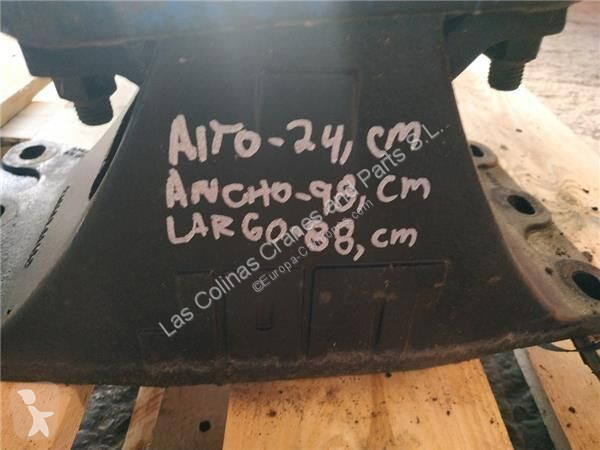 AlTO-24, cm
ANCHO-98, cm
LARGO-88, cm
Las Colinas Cranes and Parts S.L.
©Europa-Camiones.com